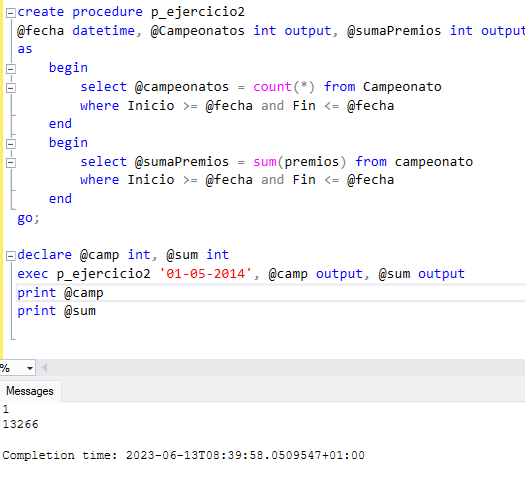 create procedure p_ejercicio2
@fecha datetime, @Campeonatos int output, @sumaPremios int output
as
begin
select @campeonatos = count(*) from Campeonato
where Inicio >= @fecha and Fin <= @fecha
end
begin
select @sumaPremios = sum(premios) from campeonato
where Inicio >= @fecha and Fin <= @fecha
end
go;
declare @camp int, @sum int
exec p_ejercicio2 '01-05-2014', @camp output, @sum output
print @camp
print @sum
%
Messages
1
13266
Completion time: 2023-06-13T08:39:58.0509547+01:00